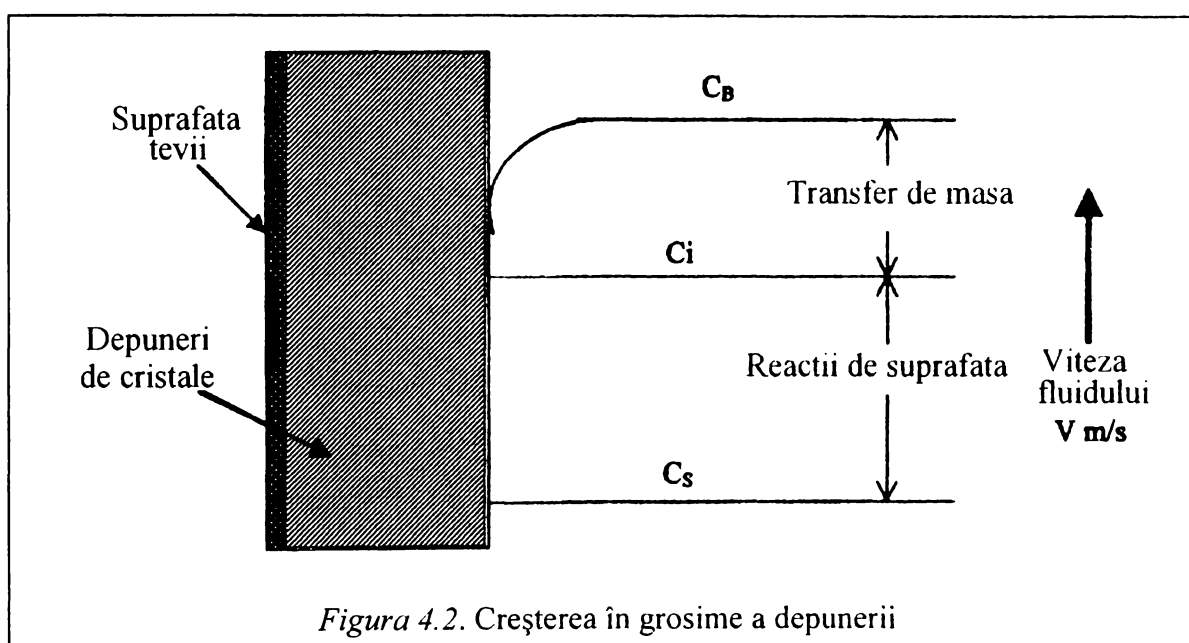 C_B
Suprafata
tevii
Transfer de masa
Ci
Depuneri
de cristale
Reactii de suprafata
Viteza
fluidului
V m/s
C_S
Figura 4.2. Creşterea în grosime a depunerii